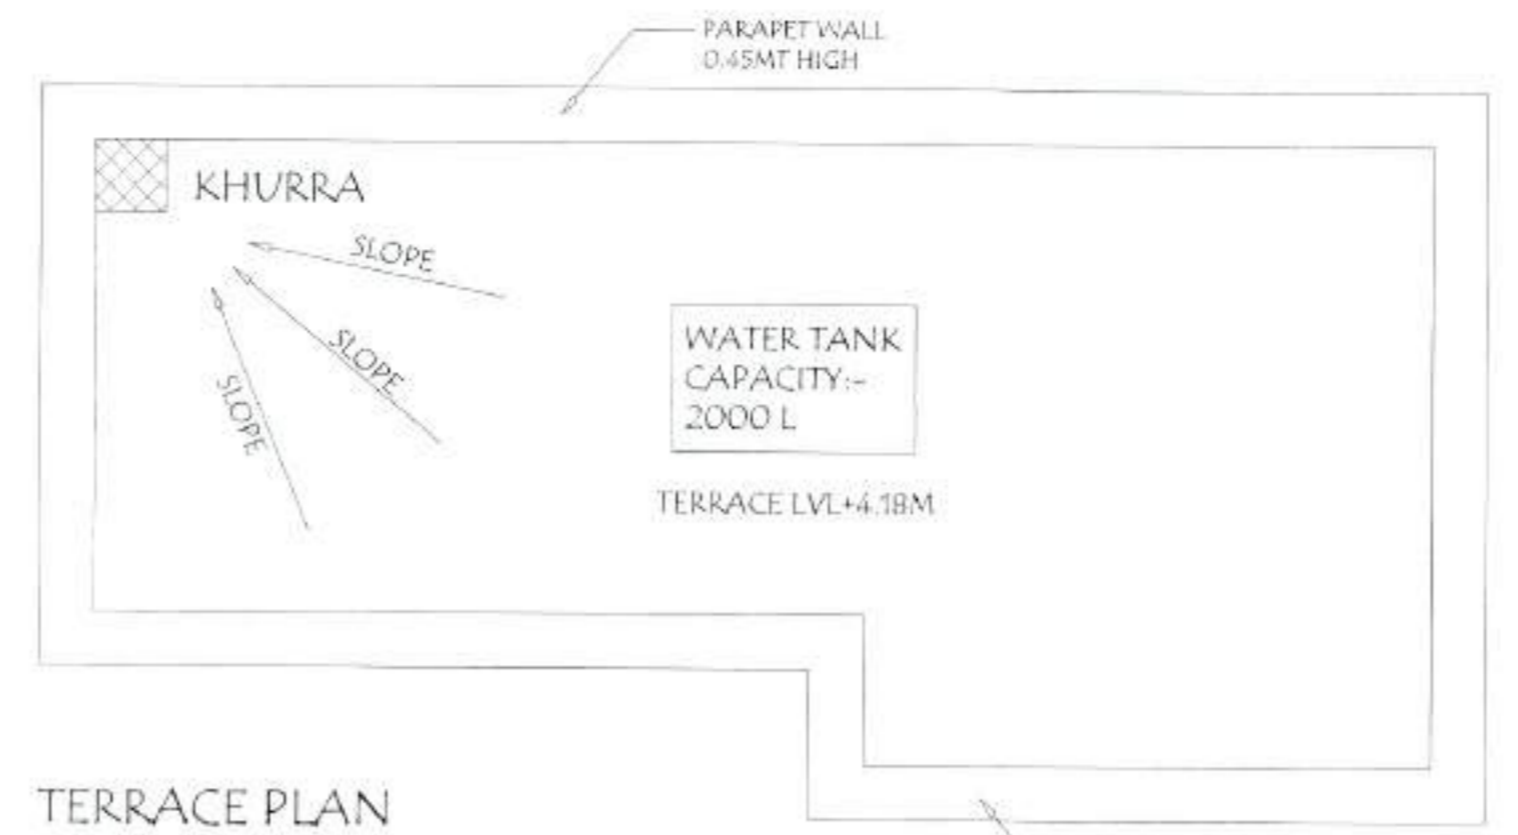 PARAPET WALL
0.45MT HIGH
KHURRA
SLOPE
SLOPE
SLOPE
WATER TANK
CAPACITY:-
2000 L
TERRACE LVL+4.18M
TERRACE PLAN